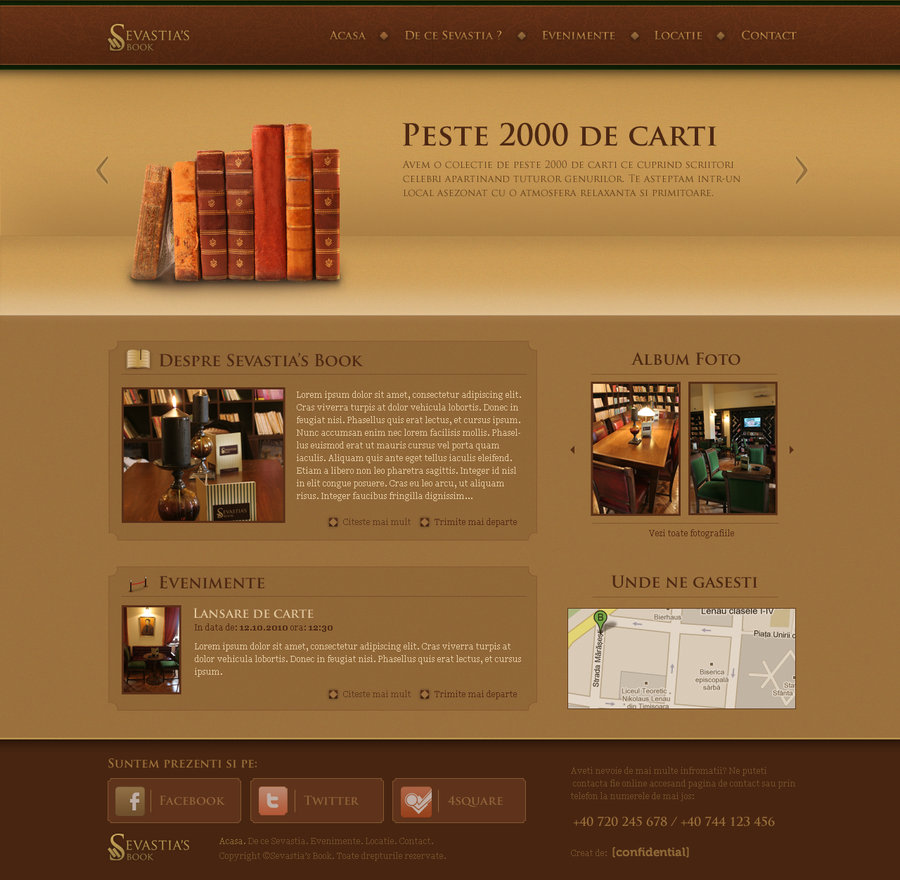 SEVASTIA'S
BOOK
ACASA
DE CE SEVASTIA ?
EVENIMENTE
LOCATIE
CONTACT
PESTE 2000 DE CARTI
AVEM O COLECTIE DE PESTE 2000 DE CARTI CE CUPRIND SCRIITORI
CELEBRI APARTINAND TUTUROR GENURILOR. TE ASTEPTAM INTR-UN
LOCAL ASEZONAT CU O ATMOSFERA RELAXANTA SI PRIMITOARE.
DESPRE SEVASTIA'S BOOK
Lorem ipsum dolor sit amet, consectetur adipiscing elit.
Cras viverra turpis at dolor vehicula lobortis. Donec in
feugiat nisi. Phasellus quis erat lectus, et cursus ipsum.
Nunc accumsan enim nec lorem facilisis mollis. Phasel-
lus euismod erat ut mauris cursus vel porta quam
iaculis. Aliquam quis ante eget tellus iaculis eleifend.
Etiam a libero non leo pharetra sagittis. Integer id nisl
in elit congue posuere. Cras eu leo arcu, ut aliquam
risus. Integer faucibus fringilla dignissim...
SEVASTIA'S
BOOK
Citeste mai mult
Trimite mai departe
ALBUM FOTO
Vezi toate fotografiile
EVENIMENTE
LANSARE DE CARTE
In data de: 12.10.2010 ora: 12:30
Lorem ipsum dolor sit amet, consectetur adipiscing elit. Cras viverra turpis at
dolor vehicula lobortis. Donec in feugiat nisi. Phasellus quis erat lectus, et cursus
ipsum.
Citeste mai mult
Trimite mai departe
UNDE NE GASESTI
Lenau clasele I-IV
B
Bierhaus
Piața Unirii
Strada Mărășești
Biserica
episcopală
sârbă
Liceul Teoretic
Nikolaus Lenau
din Timișoara
Sfânta
SUNTEM PREZENTI SI PE:
f
FACEBOOK
t
TWITTER
4SQUARE
Aveti nevoie de mai multe infromatii? Ne puteti
contacta fie online accesand pagina de contact sau prin
telefon la numerele de mai jos:
+40 720 245 678 / +40 744 123 456
SEVASTIA'S
BOOK
Acasa. De ce Sevastia. Evenimente. Locatie. Contact.
Copyright ©Sevastia's Book. Toate drepturile rezervate.
Creat de: [confidential]